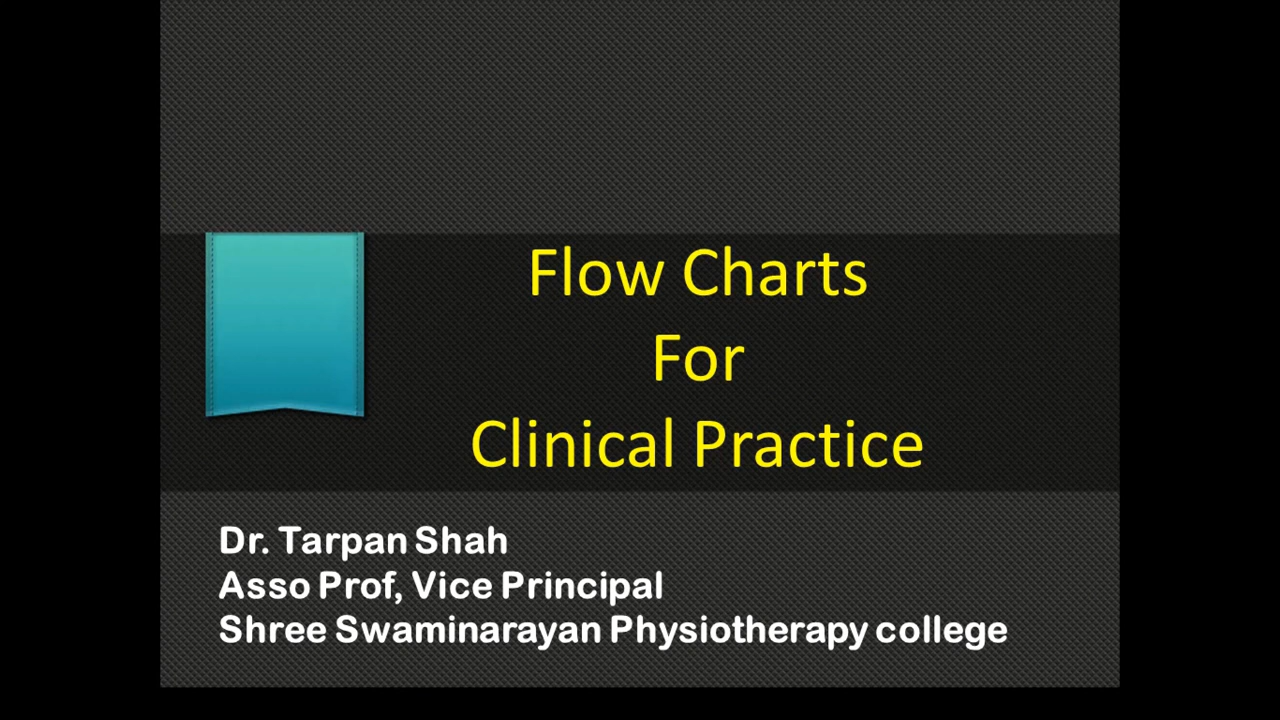 Flow Charts
For
Clinical Practice
Dr. Tarpan Shah
Asso Prof, Vice Principal
Shree Swaminarayan Physiotherapy college